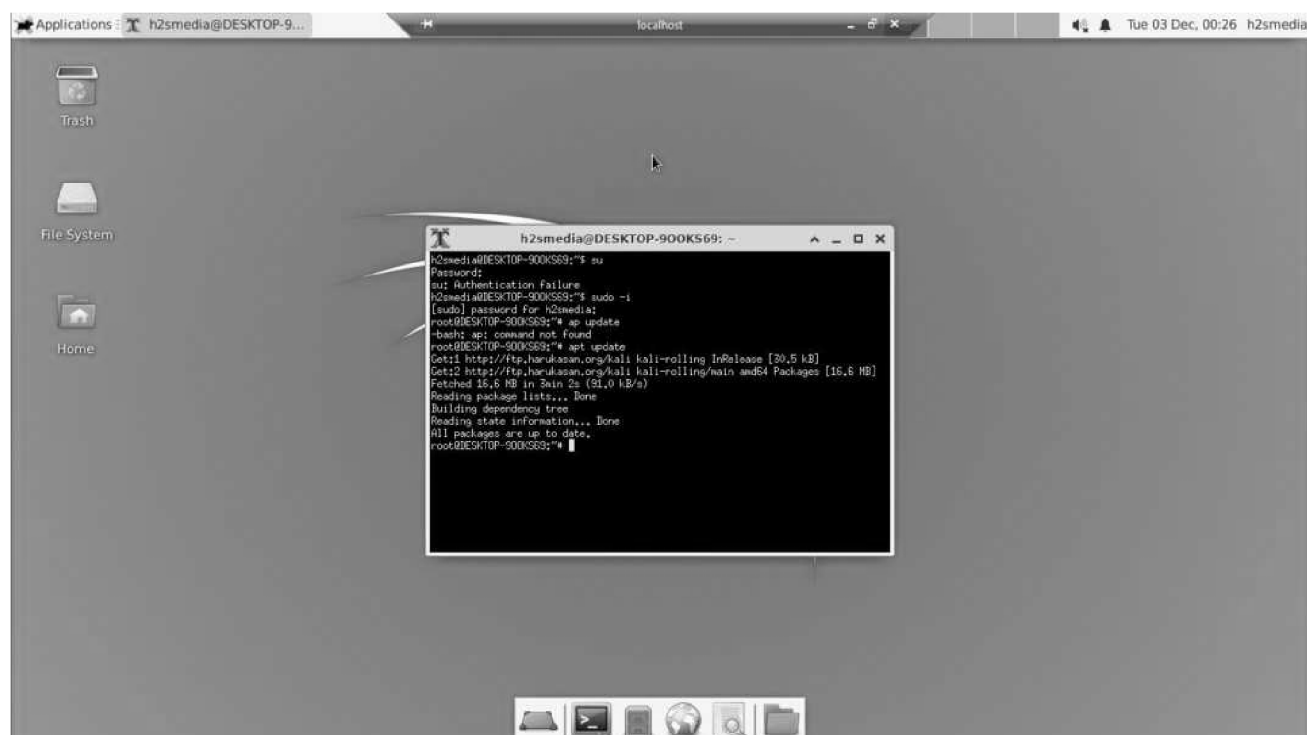 Applications : h2smedia@DESKTOP-9... localhost Tue 03 Dec, 00:26 h2smedia
Trash
File System
Home
h2smedia@DESKTOP-9OOKS69: ~
h2smedia@DESKTOP-9OOKS69:~$ su
Password:
su: Authentication failure
h2smedia@DESKTOP-9OOKS69:~$ sudo -i
[sudo] password for h2smedia:
root@DESKTOP-9OOKS69:~# ap update
-bash: ap: command not found
root@DESKTOP-9OOKS69:~# apt update
Get:1 http://ftp.harukasan.org/kali kali-rolling InRelease [30.5 kB]
Get:2 http://ftp.harukasan.org/kali kali-rolling/main amd64 Packages [16.6 MB]
Fetched 16.6 MB in 3min 2s (91.0 kB/s)
Reading package lists... Done
Building dependency tree
Reading state information... Done
All packages are up to date.
root@DESKTOP-9OOKS69:~#